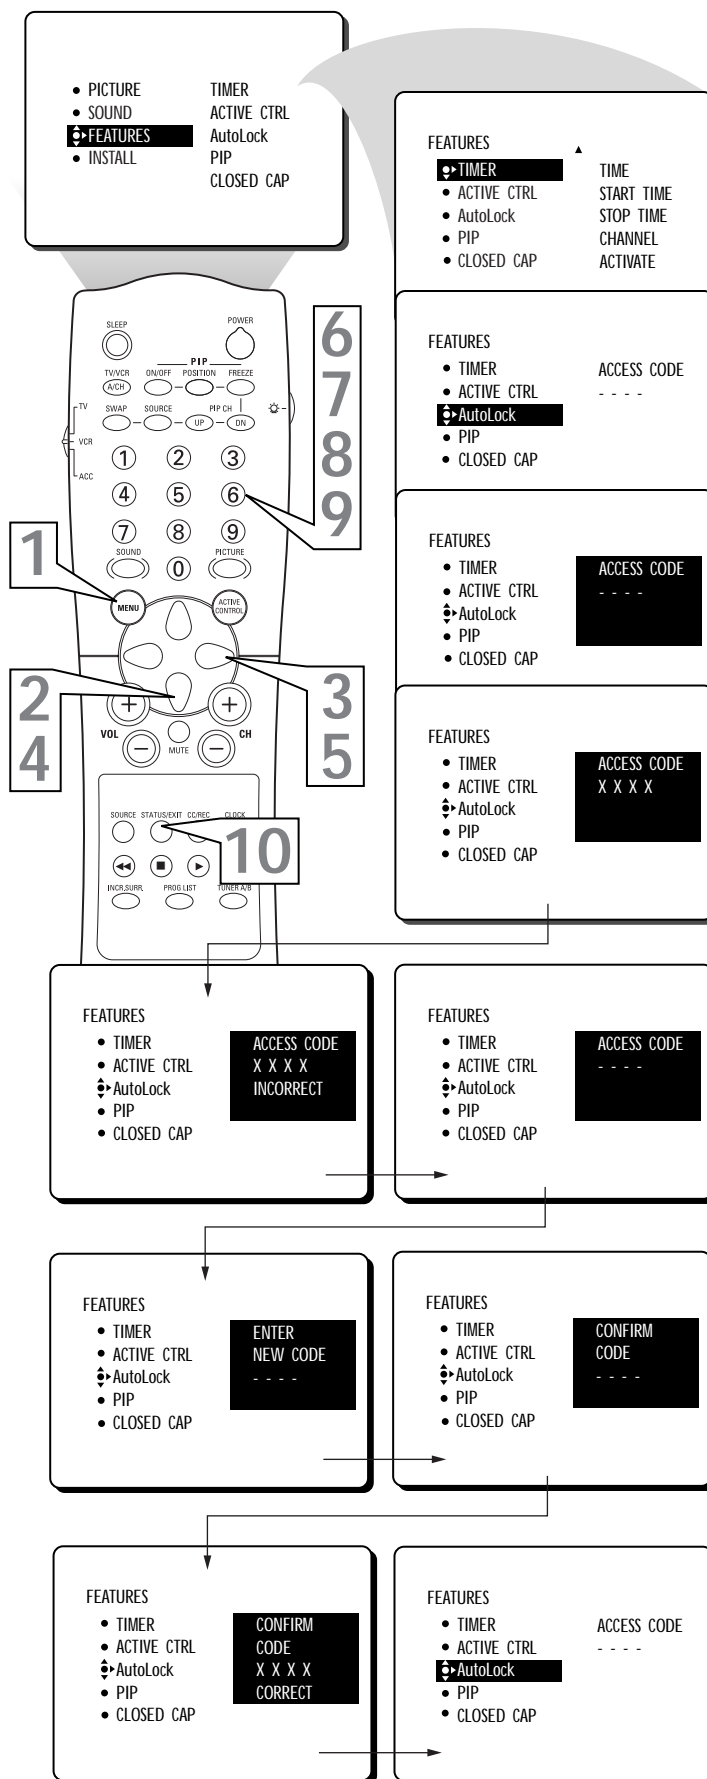 • PICTURE TIMER
• SOUND ACTIVE CTRL
FEATURES AutoLock
• INSTALL PIP
CLOSED CAP
FEATURES
TIMER TIME
• ACTIVE CTRL START TIME
• AutoLock STOP TIME
• PIP CHANNEL
• CLOSED CAP ACTIVATE
FEATURES
• TIMER ACCESS CODE
• ACTIVE CTRL - - - -
AutoLock
• PIP
• CLOSED CAP
FEATURES
• TIMER ACCESS CODE
• ACTIVE CTRL - - - -
AutoLock
• PIP
• CLOSED CAP
FEATURES
• TIMER ACCESS CODE
• ACTIVE CTRL X X X X
AutoLock
• PIP
• CLOSED CAP
SLEEP POWER
PIP
TV/VCR ON/OFF POSITION FREEZE
A/CH
SWAP SOURCE PIP CH
UP DN
TV
VCR
ACC
1 2 3
4 5 6
7 8 9
SOUND 0 PICTURE
MENU ACTIVE CONTROL
VOL MUTE CH
+ +
− −
SOURCE STATUS/EXIT CC/REC CLOCK
INCR.SURR. PROG LIST TUNER A/B
6
7
8
9
1
2
4
3
5
10
FEATURES
• TIMER ACCESS CODE
• ACTIVE CTRL X X X X
AutoLock INCORRECT
• PIP
• CLOSED CAP
FEATURES
• TIMER ACCESS CODE
• ACTIVE CTRL - - - -
AutoLock
• PIP
• CLOSED CAP
FEATURES
• TIMER ENTER
• ACTIVE CTRL NEW CODE
AutoLock - - - -
• PIP
• CLOSED CAP
FEATURES
• TIMER CONFIRM
• ACTIVE CTRL CODE
AutoLock - - - -
• PIP
• CLOSED CAP
FEATURES
• TIMER CONFIRM
• ACTIVE CTRL CODE
AutoLock X X X X
• PIP CORRECT
• CLOSED CAP
FEATURES
• TIMER ACCESS CODE
• ACTIVE CTRL - - - -
AutoLock
• PIP
• CLOSED CAP